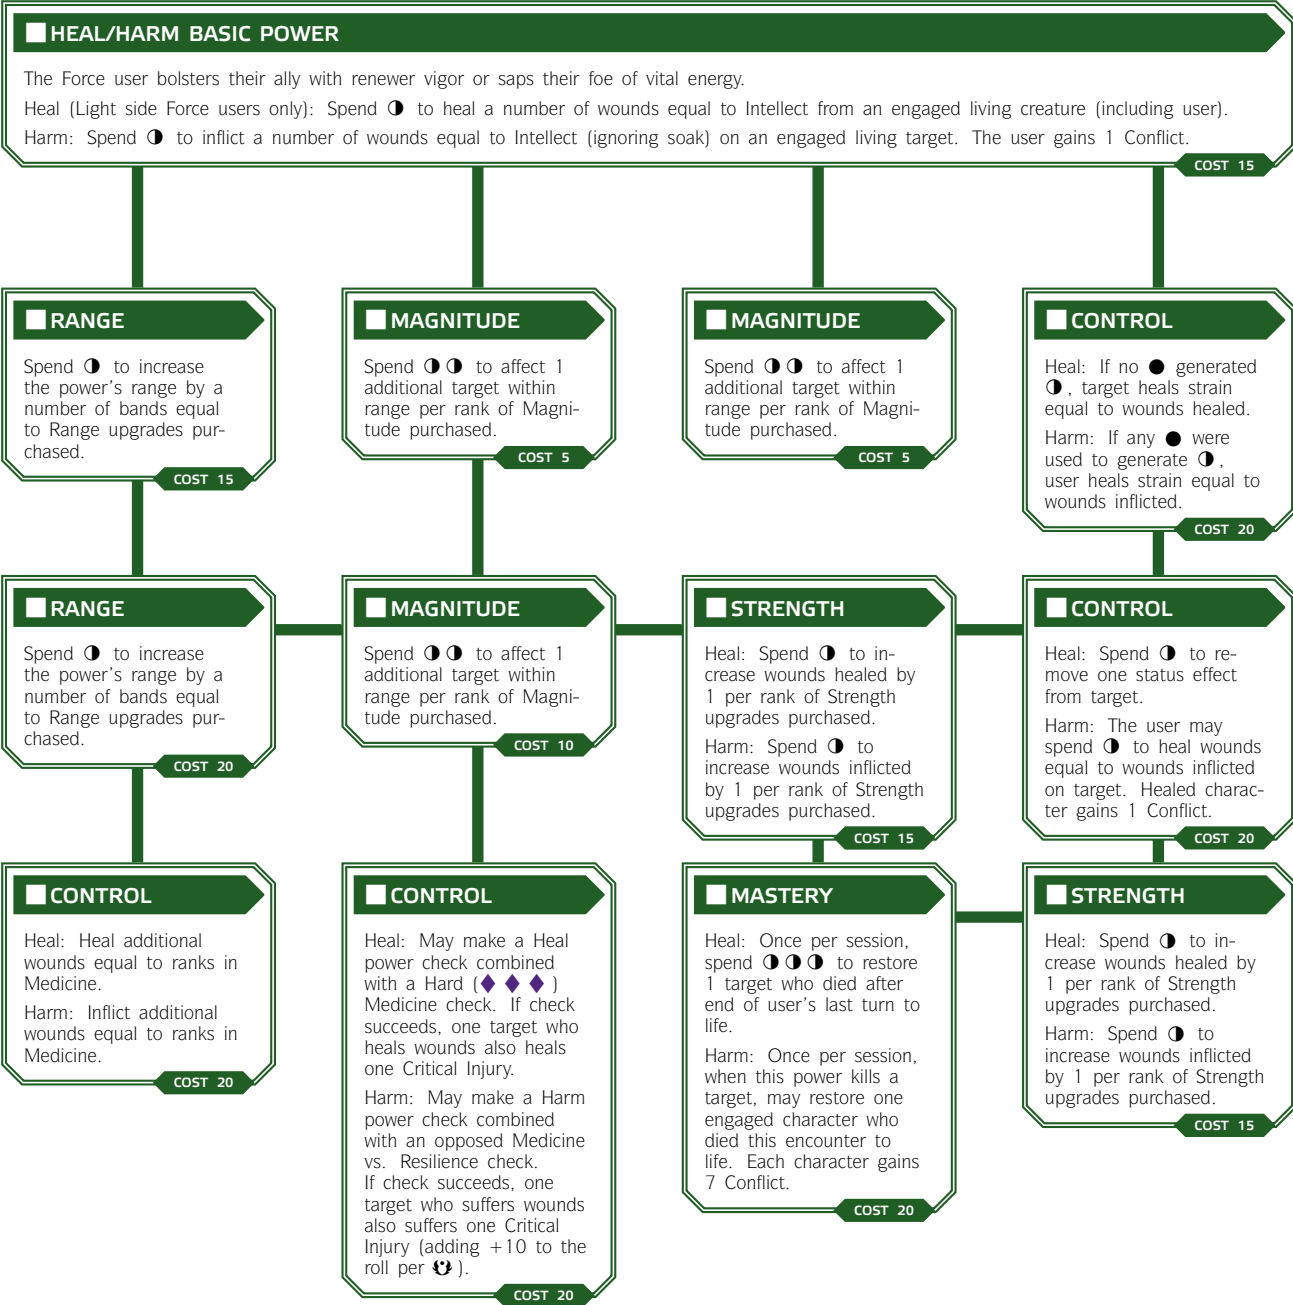 HEAL/HARM BASIC POWER
The Force user bolsters their ally with renewer vigor or saps their foe of vital energy.
Heal (Light side Force users only): Spend ◑ to heal a number of wounds equal to Intellect from an engaged living creature (including user).
Harm: Spend ◑ to inflict a number of wounds equal to Intellect (ignoring soak) on an engaged living target. The user gains 1 Conflict.
COST 15
RANGE
Spend ◑ to increase
the power's range by a
number of bands equal
to Range upgrades pur-
chased.
COST 15
MAGNITUDE
Spend ◑◑ to affect 1
additional target within
range per rank of Magni-
tude purchased.
COST 5
MAGNITUDE
Spend ◑◑ to affect 1
additional target within
range per rank of Magni-
tude purchased.
COST 5
CONTROL
Heal: If no ● generated
◑, target heals strain
equal to wounds healed.
Harm: If any ● were
used to generate ◑,
user heals strain equal to
wounds inflicted.
COST 20
RANGE
Spend ◑ to increase
the power's range by a
number of bands equal
to Range upgrades pur-
chased.
COST 20
MAGNITUDE
Spend ◑◑ to affect 1
additional target within
range per rank of Magni-
tude purchased.
COST 10
STRENGTH
Heal: Spend ◑ to in-
crease wounds healed by
1 per rank of Strength
upgrades purchased.
Harm: Spend ◑ to
increase wounds inflicted
by 1 per rank of Strength
upgrades purchased.
COST 15
CONTROL
Heal: Spend ◑ to re-
move one status effect
from target.
Harm: The user may
spend ◑ to heal wounds
equal to wounds inflicted
on target. Healed charac-
ter gains 1 Conflict.
COST 20
CONTROL
Heal: Heal additional
wounds equal to ranks in
Medicine.
Harm: Inflict additional
wounds equal to ranks in
Medicine.
COST 20
CONTROL
Heal: May make a Heal
power check combined
with a Hard (◆ ◆ ◆)
Medicine check. If check
succeeds, one target who
heals wounds also heals
one Critical Injury.
Harm: May make a Harm
power check combined
with an opposed Medicine
vs. Resilience check.
If check succeeds, one
target who suffers wounds
also suffers one Critical
Injury (adding +10 to the
roll per ).
COST 20
MASTERY
Heal: Once per session,
spend ◑◑◑ to restore
1 target who died after
end of user's last turn to
life.
Harm: Once per session,
when this power kills a
target, may restore one
engaged character who
died this encounter to
life. Each character gains
7 Conflict.
COST 20
STRENGTH
Heal: Spend ◑ to in-
crease wounds healed by
1 per rank of Strength
upgrades purchased.
Harm: Spend ◑ to
increase wounds inflicted
by 1 per rank of Strength
upgrades purchased.
COST 15